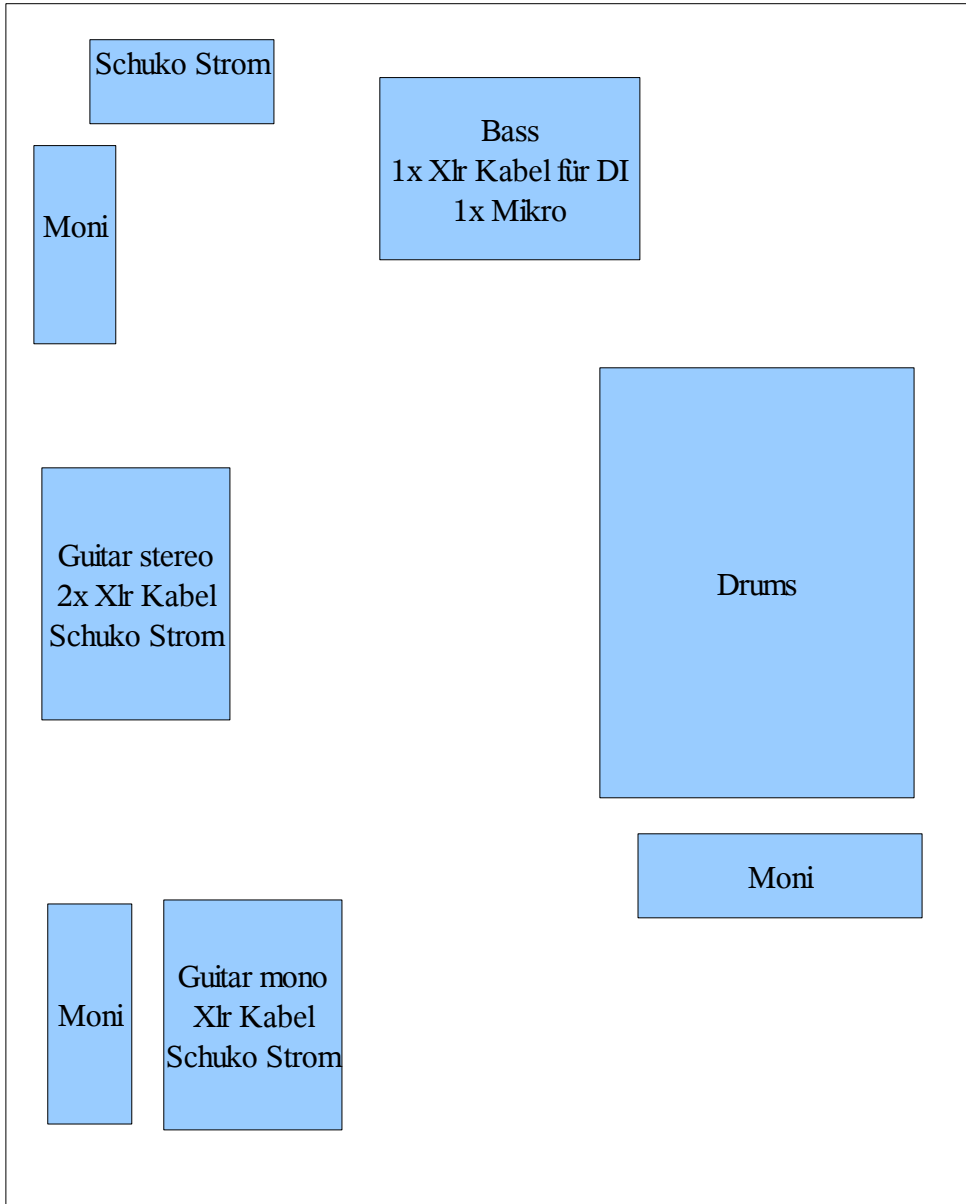 Schuko Strom
Bass
1x Xlr Kabel für DI
1x Mikro
Moni
Guitar stereo
2x Xlr Kabel
Schuko Strom
Drums
Moni
Moni
Guitar mono
Xlr Kabel
Schuko Strom